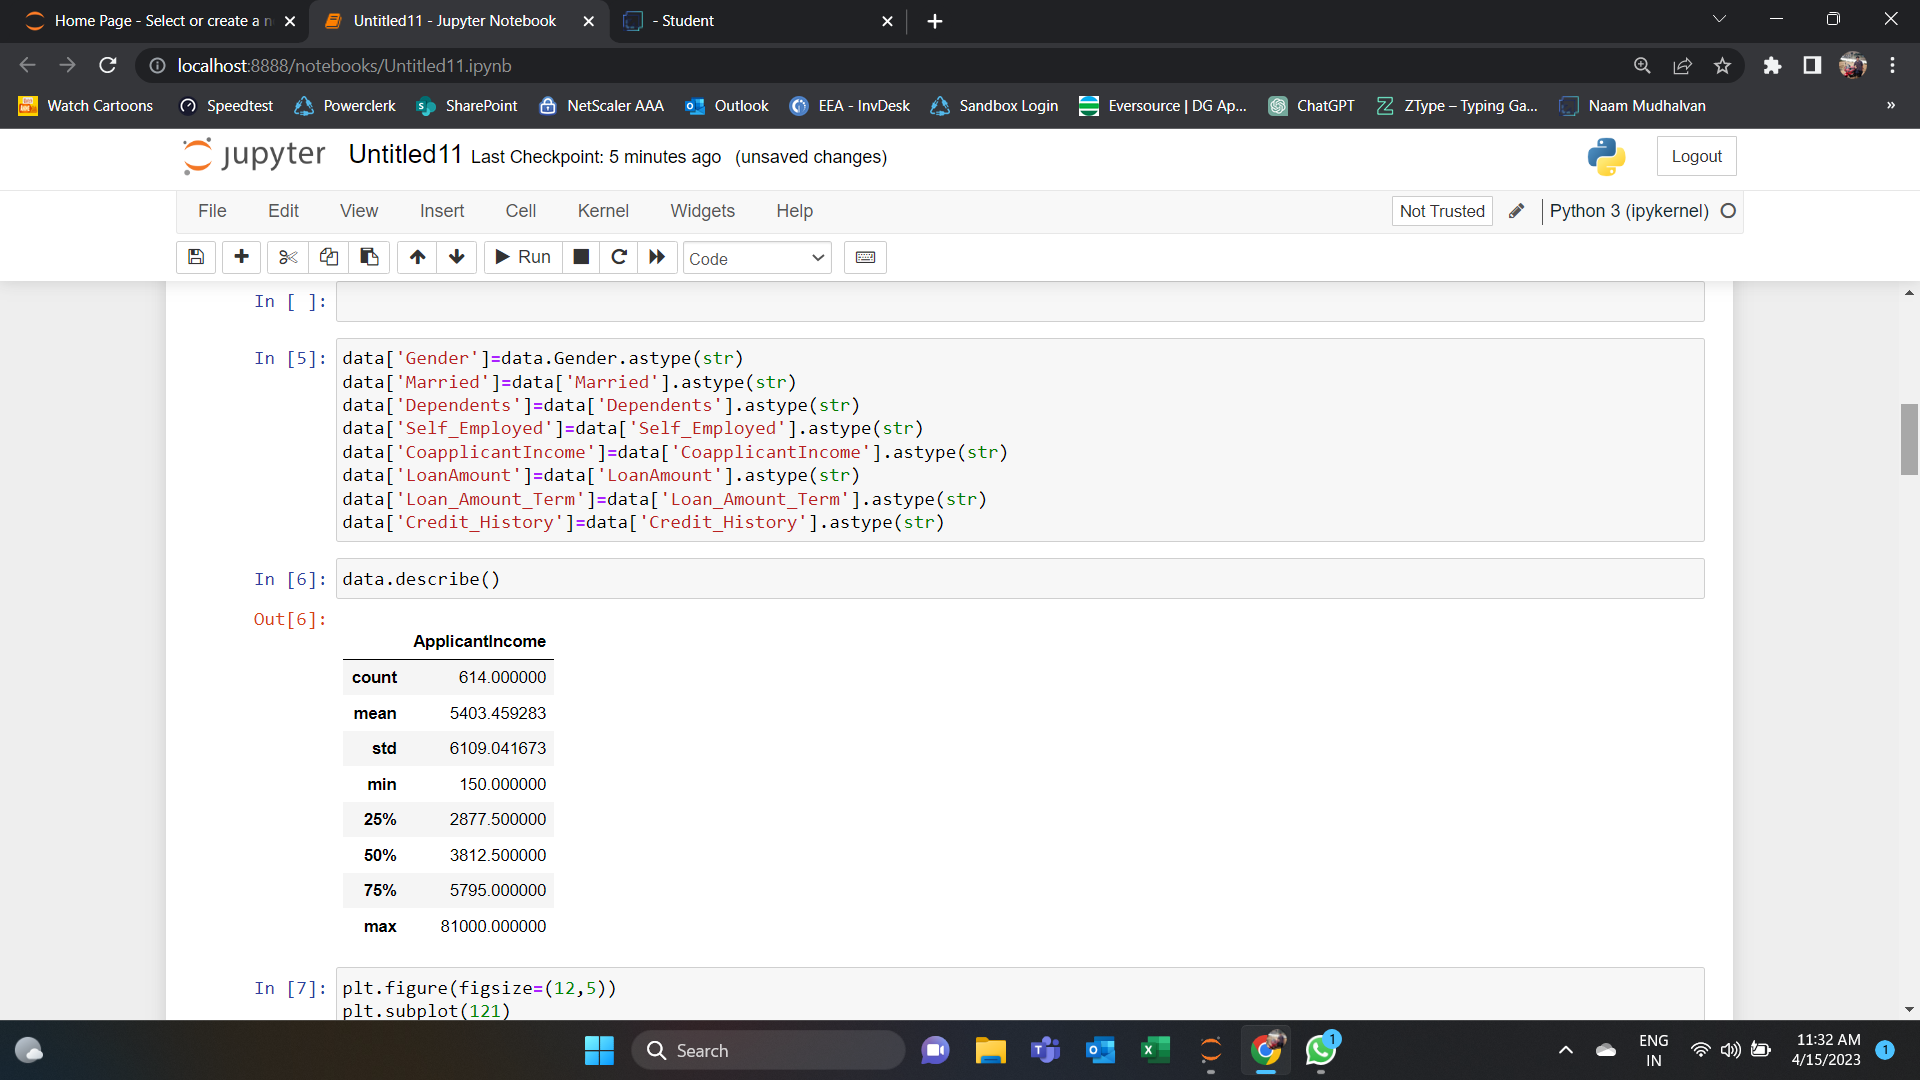 Home Page - Select or create a n
Untitled11 - Jupyter Notebook
- Student
localhost:8888/notebooks/Untitled11.ipynb
Watch Cartoons Speedtest Powerclerk SharePoint NetScaler AAA Outlook EEA - InvDesk Sandbox Login Eversource | DG Ap... ChatGPT ZType – Typing Ga... Naam Mudhalvan »
jupyter Untitled11 Last Checkpoint: 5 minutes ago (unsaved changes)
Logout
File Edit View Insert Cell Kernel Widgets Help
Not Trusted Python 3 (ipykernel)
Run Code
In [ ]:
In [5]: data['Gender']=data.Gender.astype(str)
data['Married']=data['Married'].astype(str)
data['Dependents']=data['Dependents'].astype(str)
data['Self_Employed']=data['Self_Employed'].astype(str)
data['CoapplicantIncome']=data['CoapplicantIncome'].astype(str)
data['LoanAmount']=data['LoanAmount'].astype(str)
data['Loan_Amount_Term']=data['Loan_Amount_Term'].astype(str)
data['Credit_History']=data['Credit_History'].astype(str)
In [6]: data.describe()
Out[6]:
ApplicantIncome
count 614.000000
mean 5403.459283
std 6109.041673
min 150.000000
25% 2877.500000
50% 3812.500000
75% 5795.000000
max 81000.000000
In [7]: plt.figure(figsize=(12,5))
plt.subplot(121)
Search
1
ENG
IN
11:32 AM
4/15/2023
1